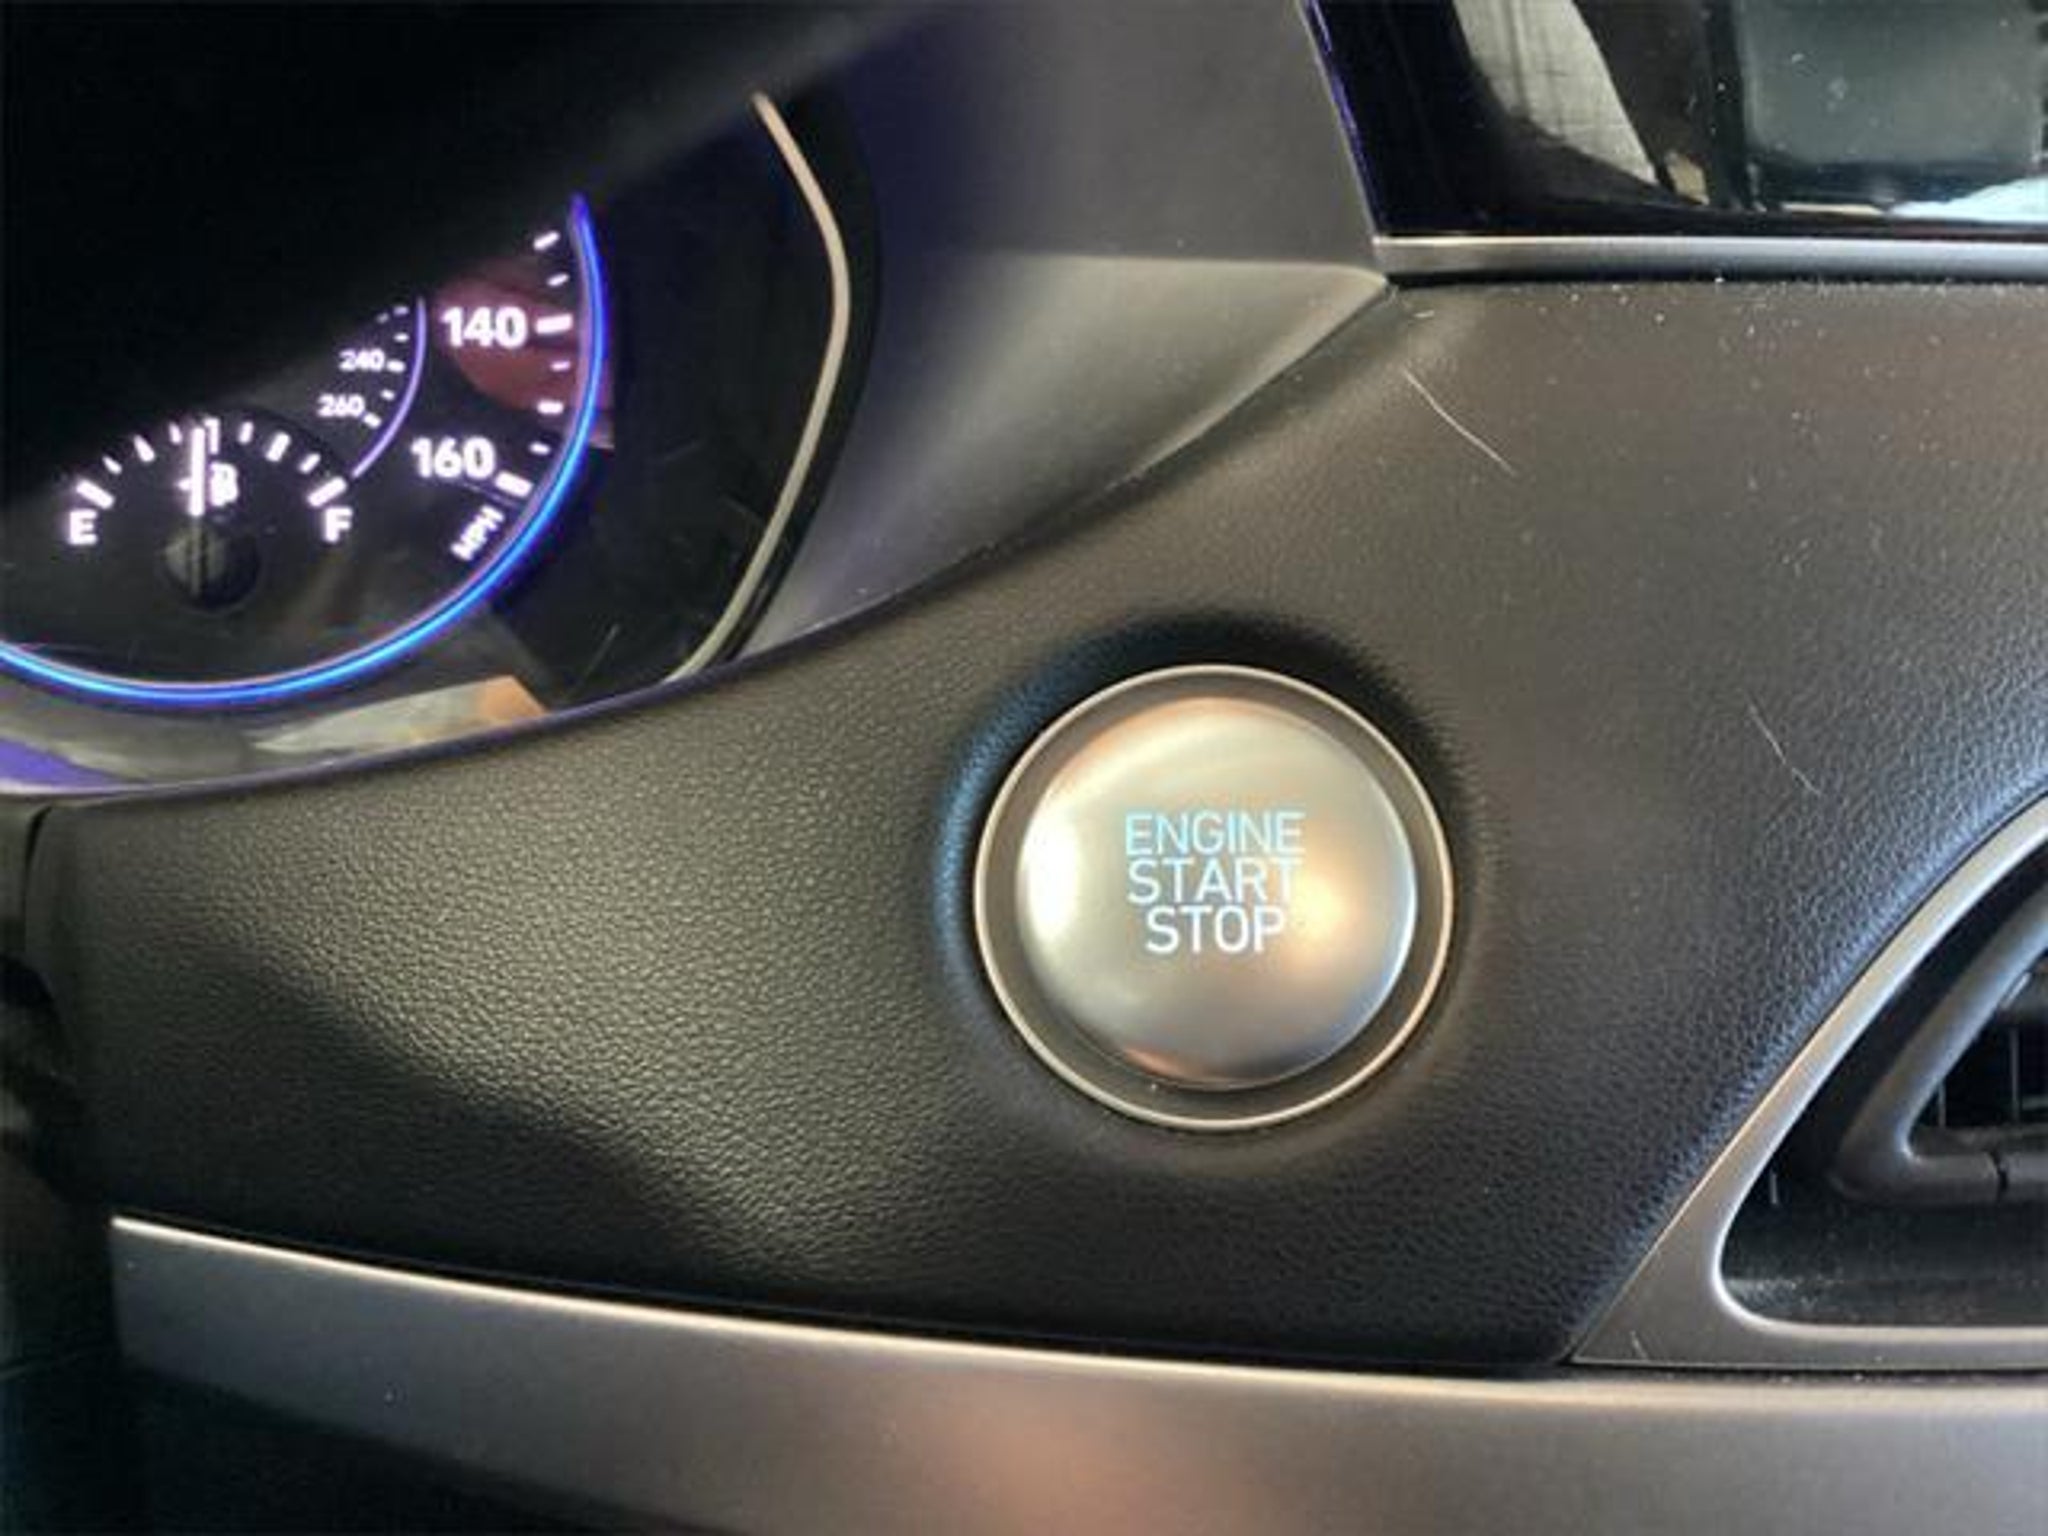 140
240
260
160
E
F
MPH
ENGINE
START
STOP